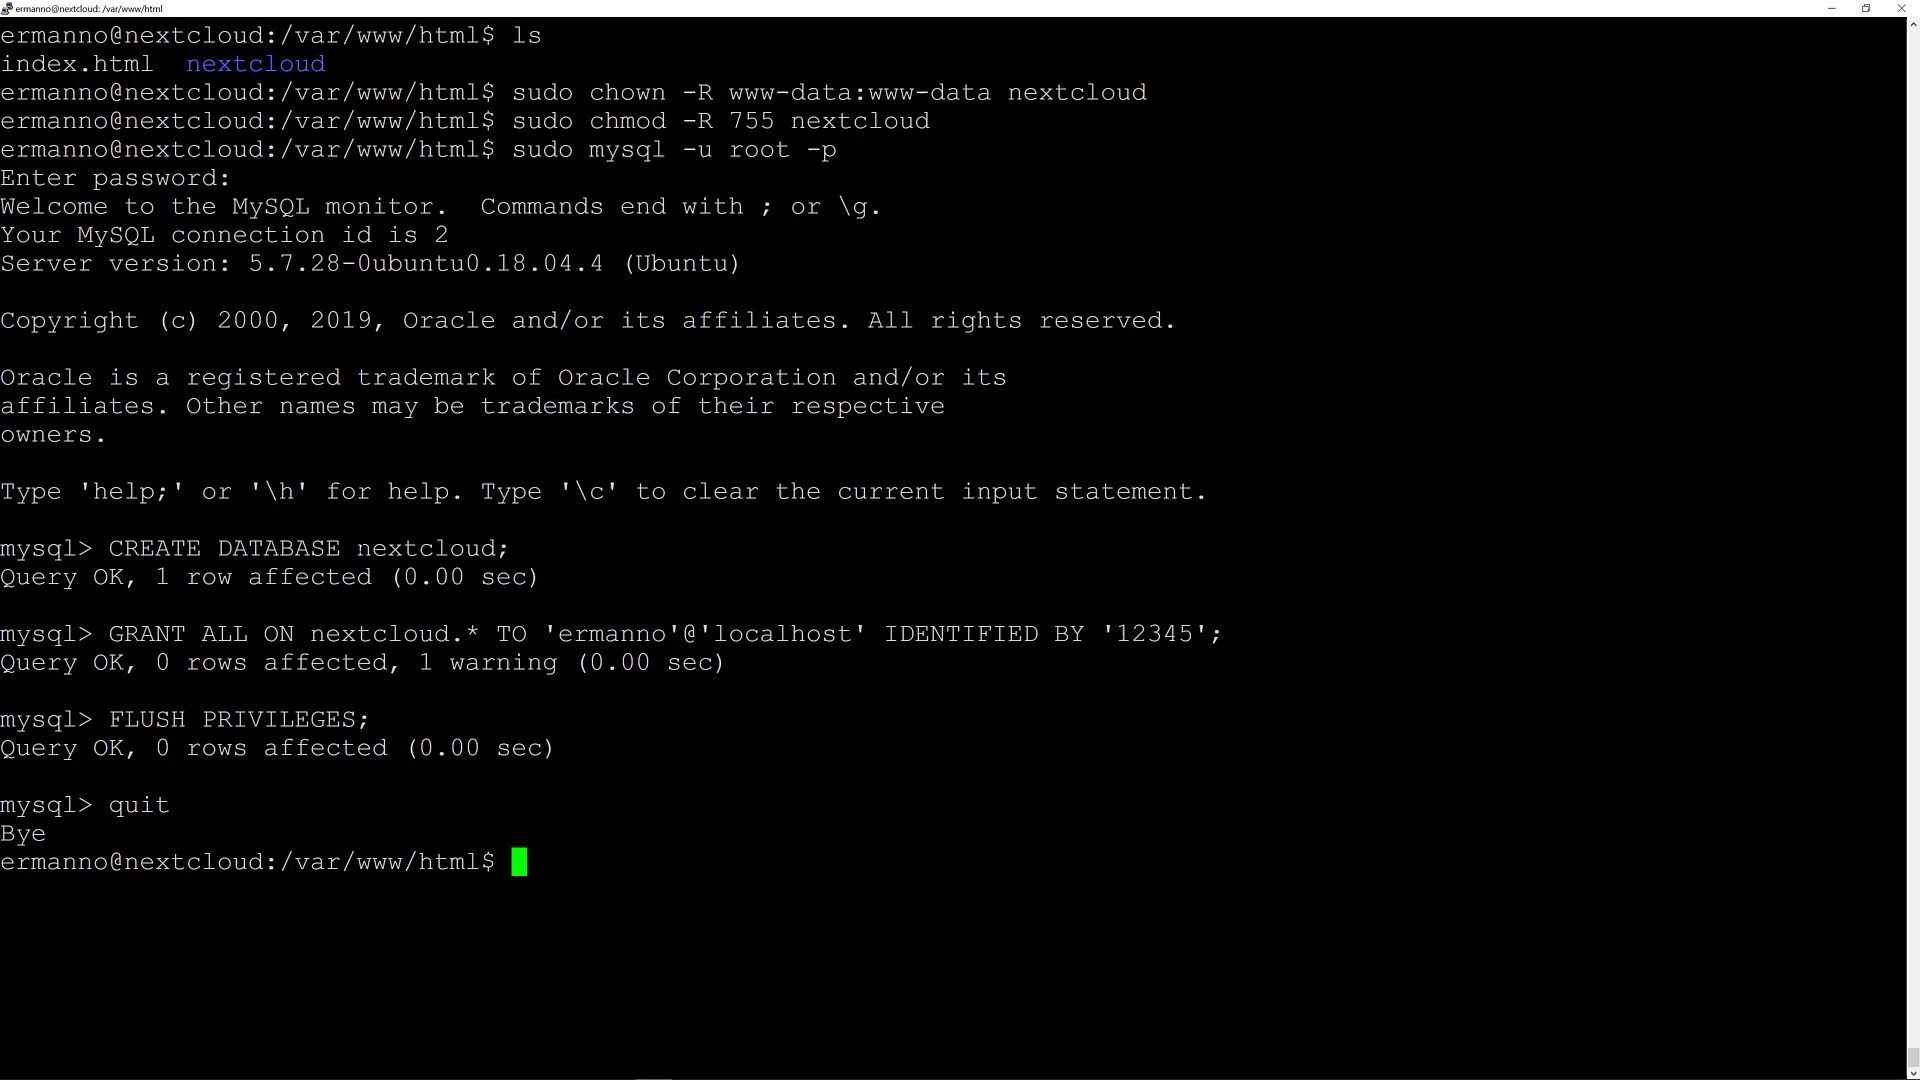 ermanno@nextcloud: /var/www/html
ermanno@nextcloud:/var/www/html$ ls
index.html  nextcloud
ermanno@nextcloud:/var/www/html$ sudo chown -R www-data:www-data nextcloud
ermanno@nextcloud:/var/www/html$ sudo chmod -R 755 nextcloud
ermanno@nextcloud:/var/www/html$ sudo mysql -u root -p
Enter password:
Welcome to the MySQL monitor.  Commands end with ; or \g.
Your MySQL connection id is 2
Server version: 5.7.28-0ubuntu0.18.04.4 (Ubuntu)
Copyright (c) 2000, 2019, Oracle and/or its affiliates. All rights reserved.
Oracle is a registered trademark of Oracle Corporation and/or its
affiliates. Other names may be trademarks of their respective
owners.
Type 'help;' or '\h' for help. Type '\c' to clear the current input statement.
mysql> CREATE DATABASE nextcloud;
Query OK, 1 row affected (0.00 sec)
mysql> GRANT ALL ON nextcloud.* TO 'ermanno'@'localhost' IDENTIFIED BY '12345';
Query OK, 0 rows affected, 1 warning (0.00 sec)
mysql> FLUSH PRIVILEGES;
Query OK, 0 rows affected (0.00 sec)
mysql> quit
Bye
ermanno@nextcloud:/var/www/html$